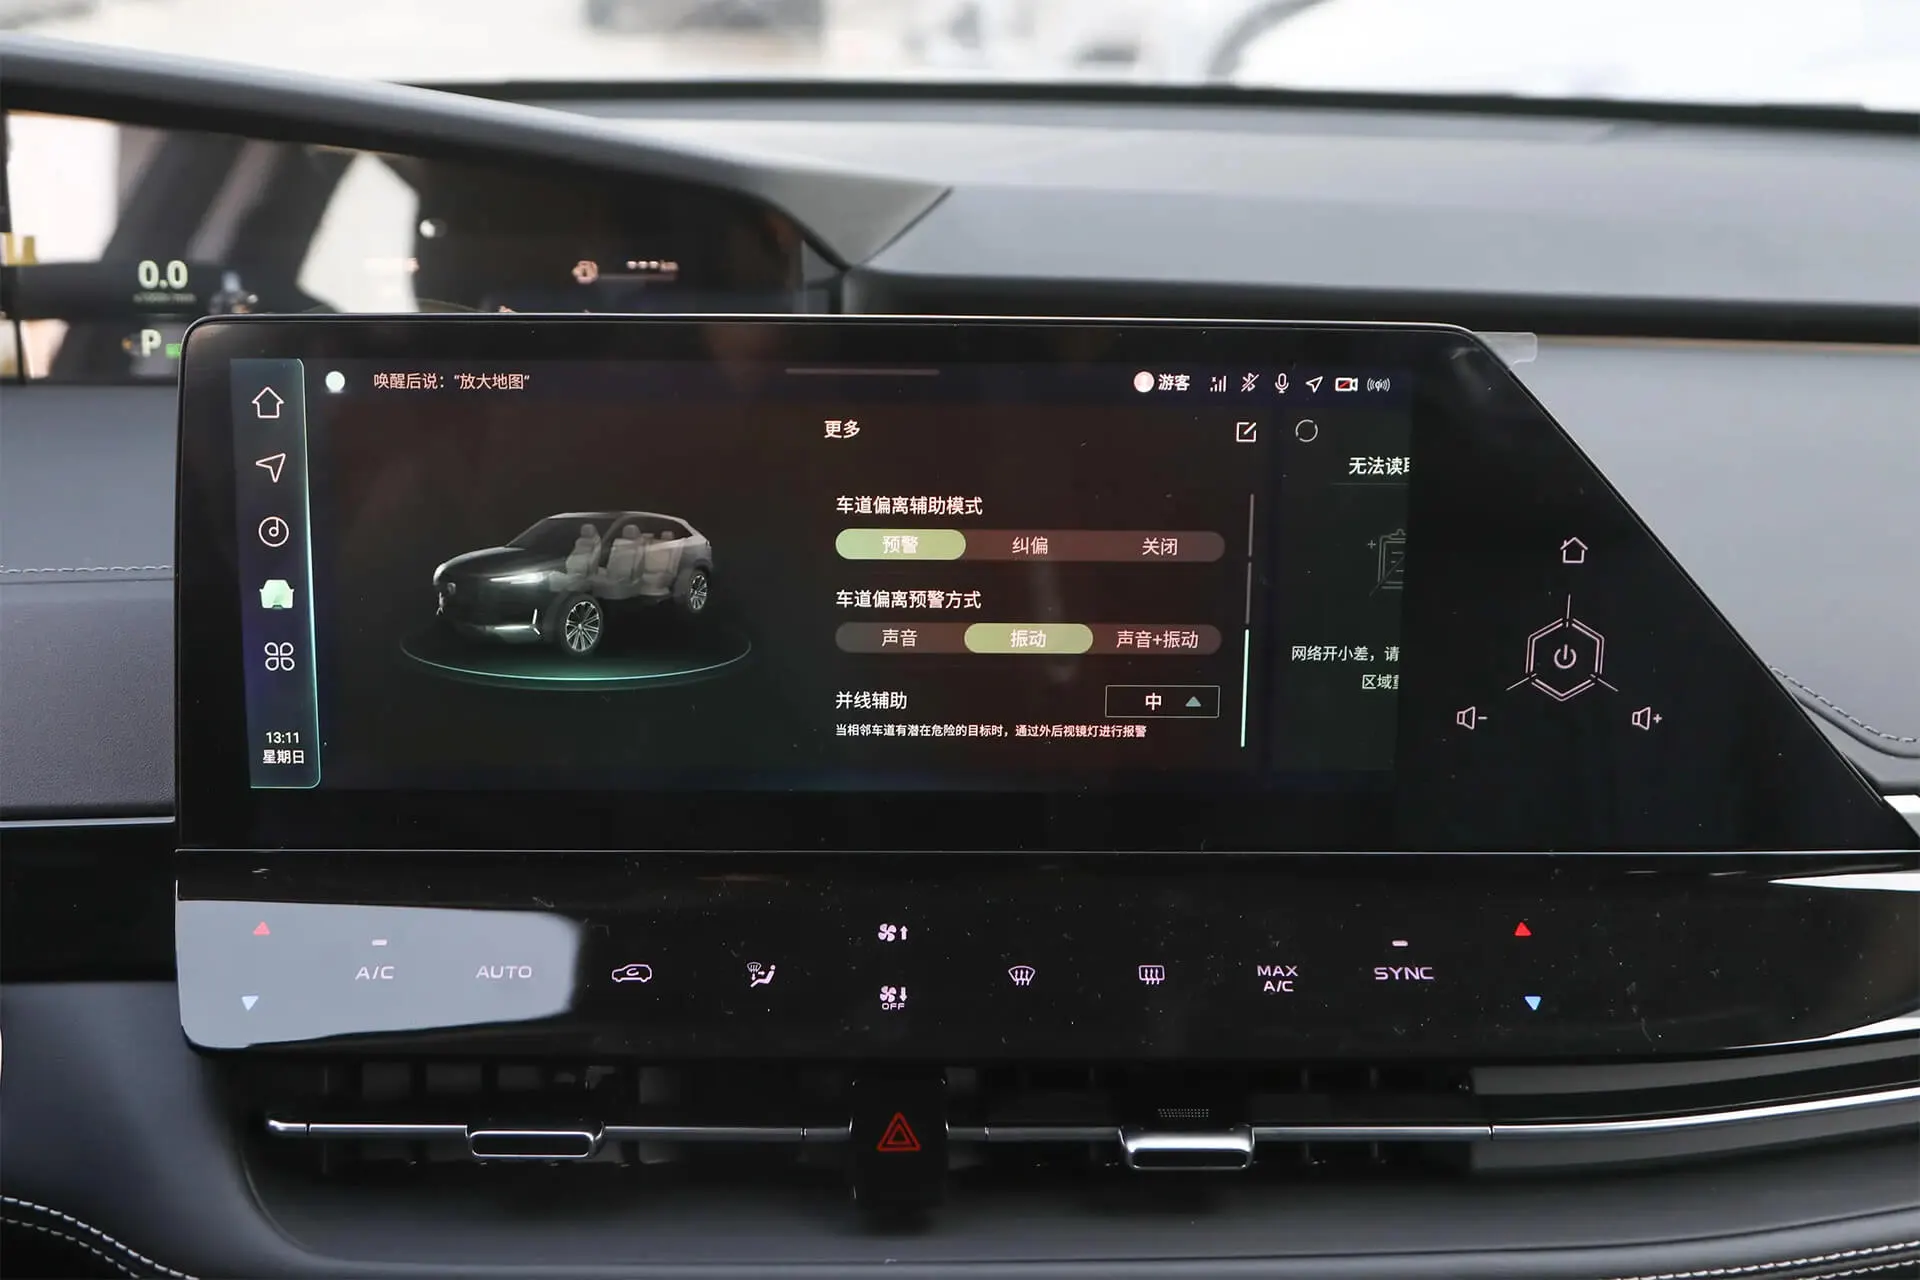 0.0
P
唤醒后说：“放大地图”
游客
更多
无法读
车道偏离辅助模式
预警 纠偏 关闭
车道偏离预警方式
声音 振动 声音+振动
网络开小差，请
区域
并线辅助
中
当相邻车道有潜在危险的目标时，通过外后视镜灯进行报警
13:11
星期日
A/C
AUTO
OFF
MAX
A/C
SYNC